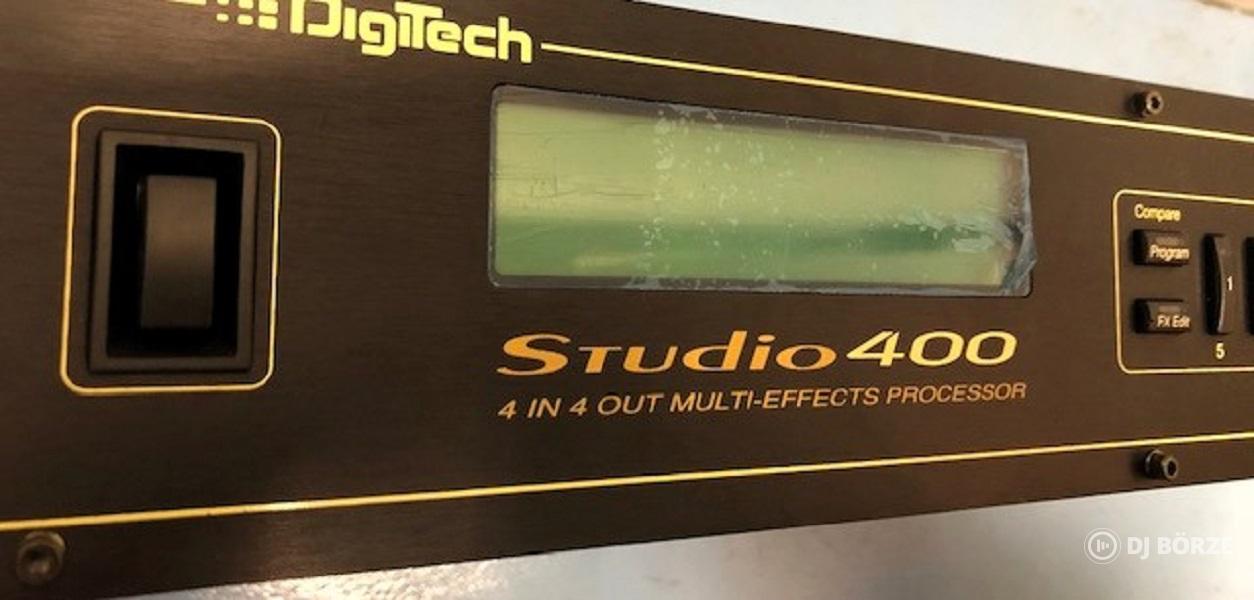 DigiTech
Compare
Program
1
FX Edit
5
STUDIO 400
4 IN 4 OUT MULTI-EFFECTS PROCESSOR
DJ BÖRZE